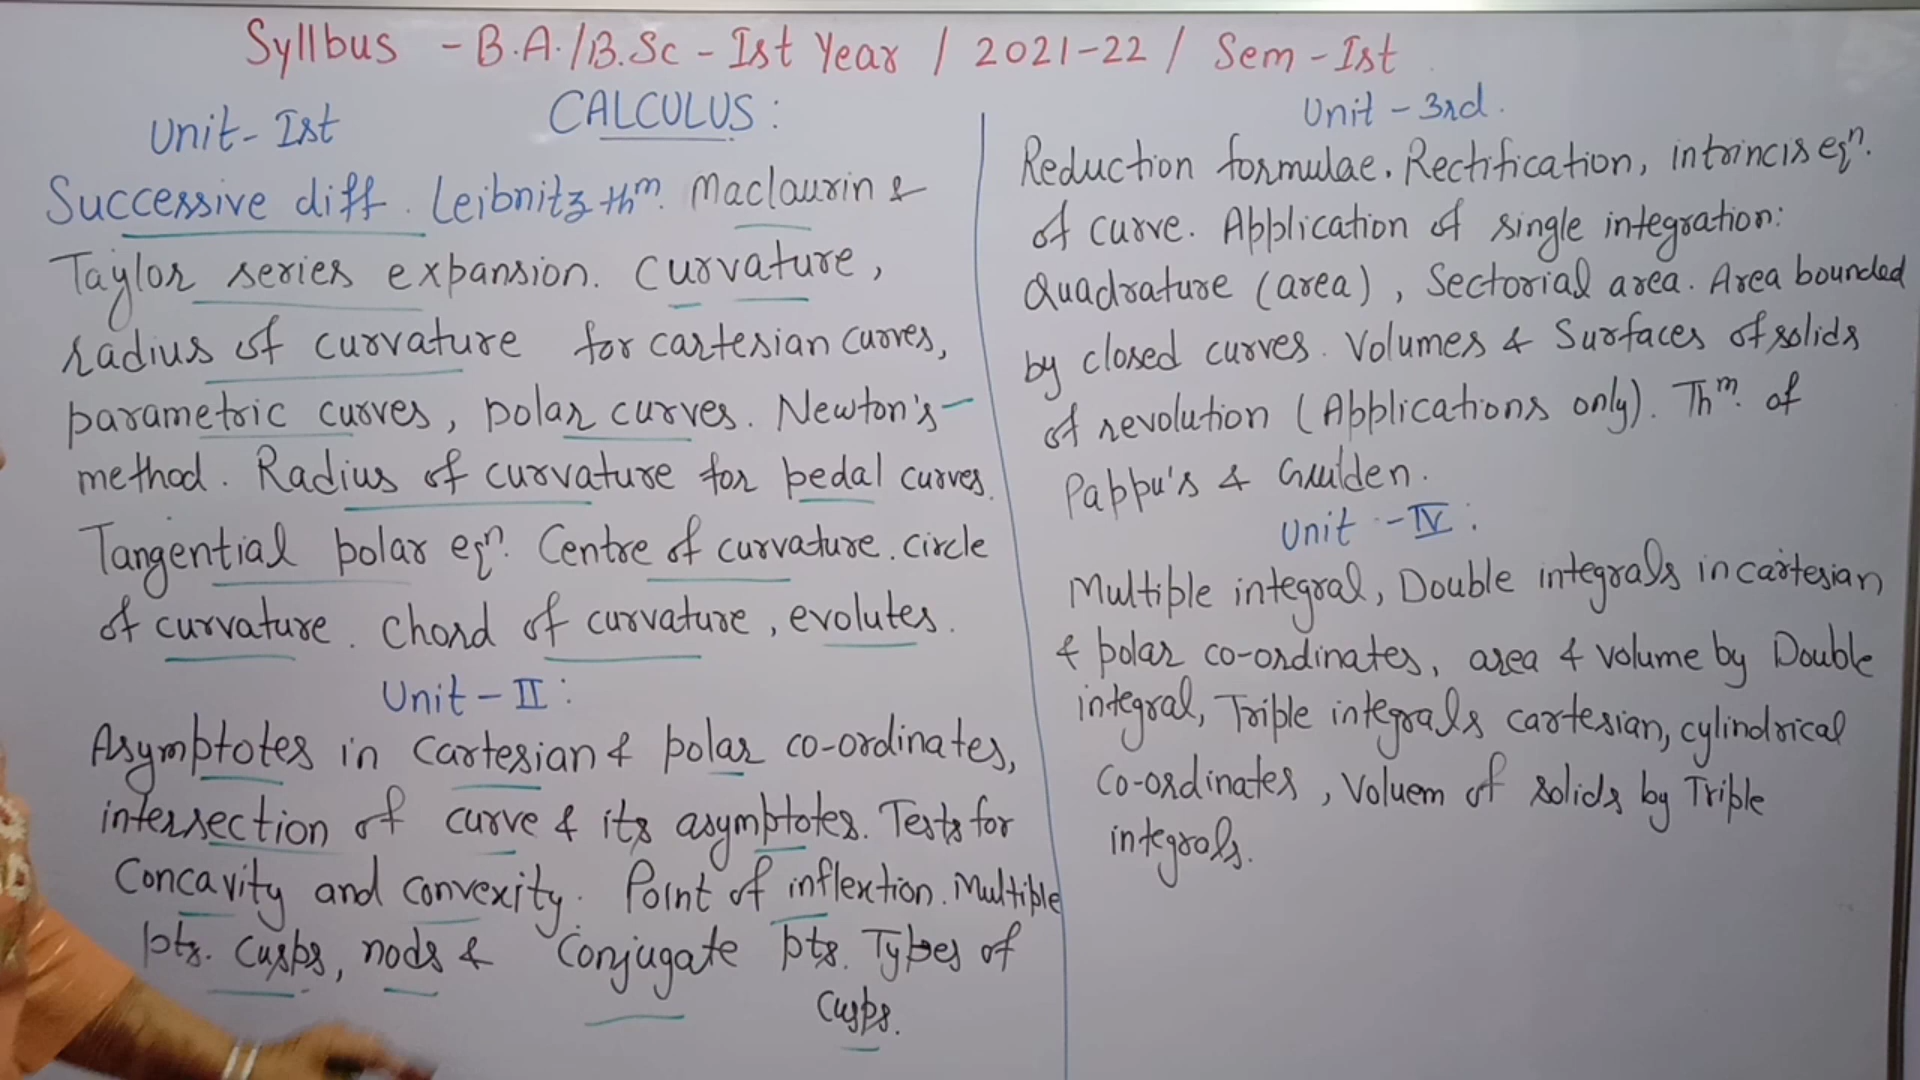 Syllbus - B.A./B.Sc - Ist Year / 2021-22 / Sem - Ist
CALCULUS :
Unit - Ist
Successive diff. Leibnitz thm. Maclaurin &
Taylor series expansion. Curvature,
radius of curvature for cartesian curves,
parametric curves, polar curves. Newton's -
method. Radius of curvature for pedal curves.
Tangential polar eqn. Centre of curvature. circle
of curvature. Chord of curvature, evolutes.
Unit - II :
Asymptotes in Cartesian & polar co-ordinates,
intersection of curve & its asymptotes. Tests for
Concavity and convexity. Point of inflextion. Multiple
pts. Cusps, nods & Conjugate pts. Types of
Cusps.
Unit - 3rd.
Reduction formulae. Rectification, intrincis eqn.
of curve. Application of single integration:
Quadrature (area), Sectorial area. Area bounded
by closed curves. Volumes & Surfaces of solids
of revolution (Applications only). Thm. of
Pappu's & Gulden.
Unit - IV :
Multiple integral, Double integrals in cartesian
& polar co-ordinates, area & volume by Double
integral, Triple integrals cartesian, cylindrical
Co-ordinates, Voluem of solids by Triple
integrals.